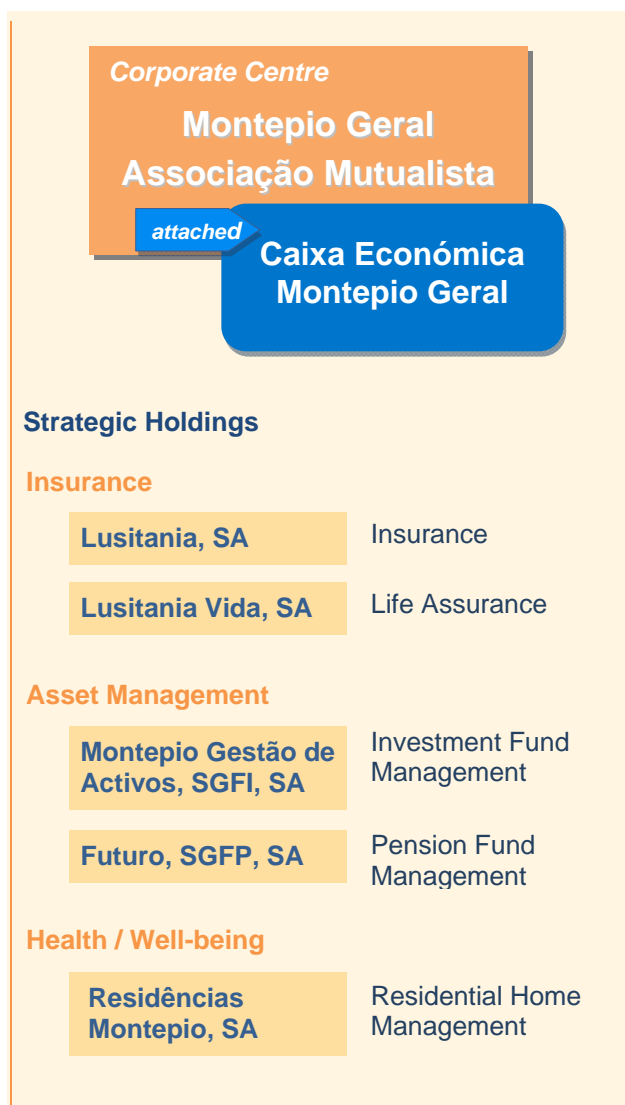 Corporate Centre
Montepio Geral
Associação Mutualista
attached
Caixa Económica
Montepio Geral
Strategic Holdings
Insurance
Lusitania, SA
Insurance
Lusitania Vida, SA
Life Assurance
Asset Management
Montepio Gestão de
Activos, SGFI, SA
Investment Fund
Management
Futuro, SGFP, SA
Pension Fund
Management
Health / Well-being
Residências
Montepio, SA
Residential Home
Management